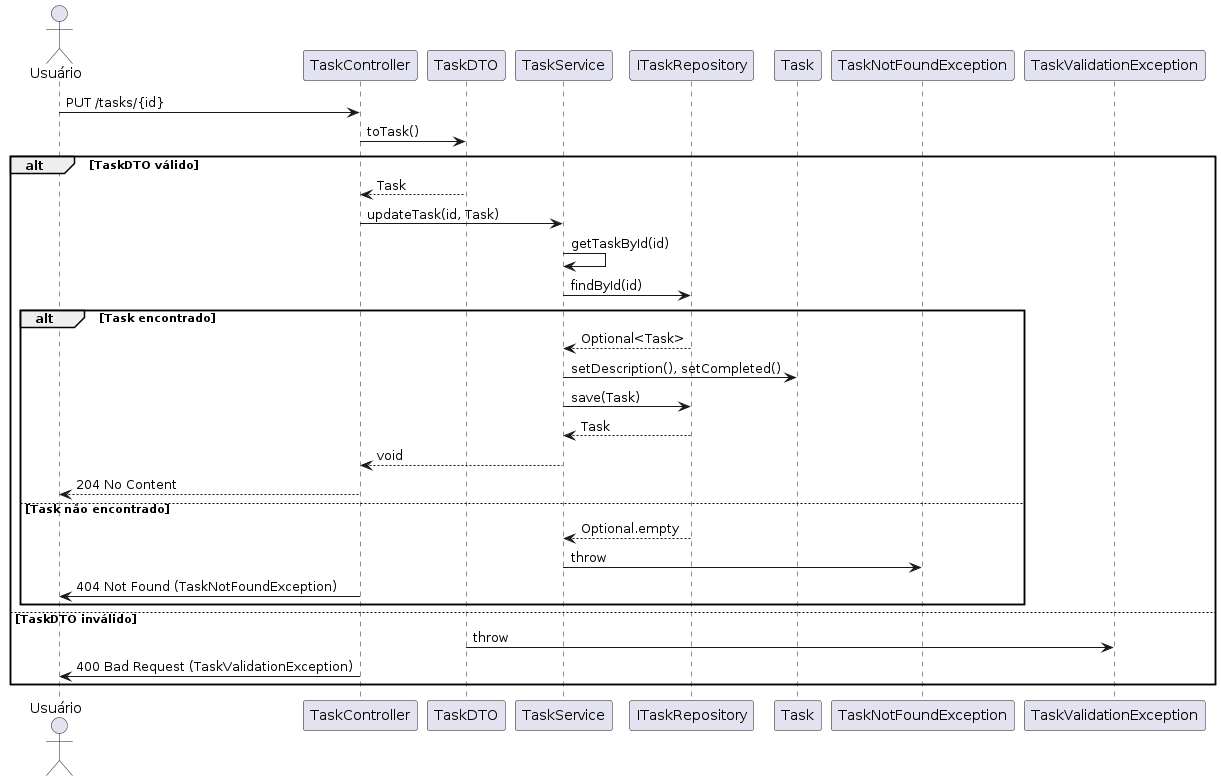 Usuário
TaskController
TaskDTO
TaskService
ITaskRepository
Task
TaskNotFoundException
TaskValidationException
PUT /tasks/{id}
toTask()
alt
[TaskDTO válido]
Task
updateTask(id, Task)
getTaskById(id)
findById(id)
alt
[Task encontrado]
Optional<Task>
setDescription(), setCompleted()
save(Task)
Task
void
204 No Content
[Task não encontrado]
Optional.empty
throw
404 Not Found (TaskNotFoundException)
[TaskDTO inválido]
throw
400 Bad Request (TaskValidationException)
Usuário
TaskController
TaskDTO
TaskService
ITaskRepository
Task
TaskNotFoundException
TaskValidationException